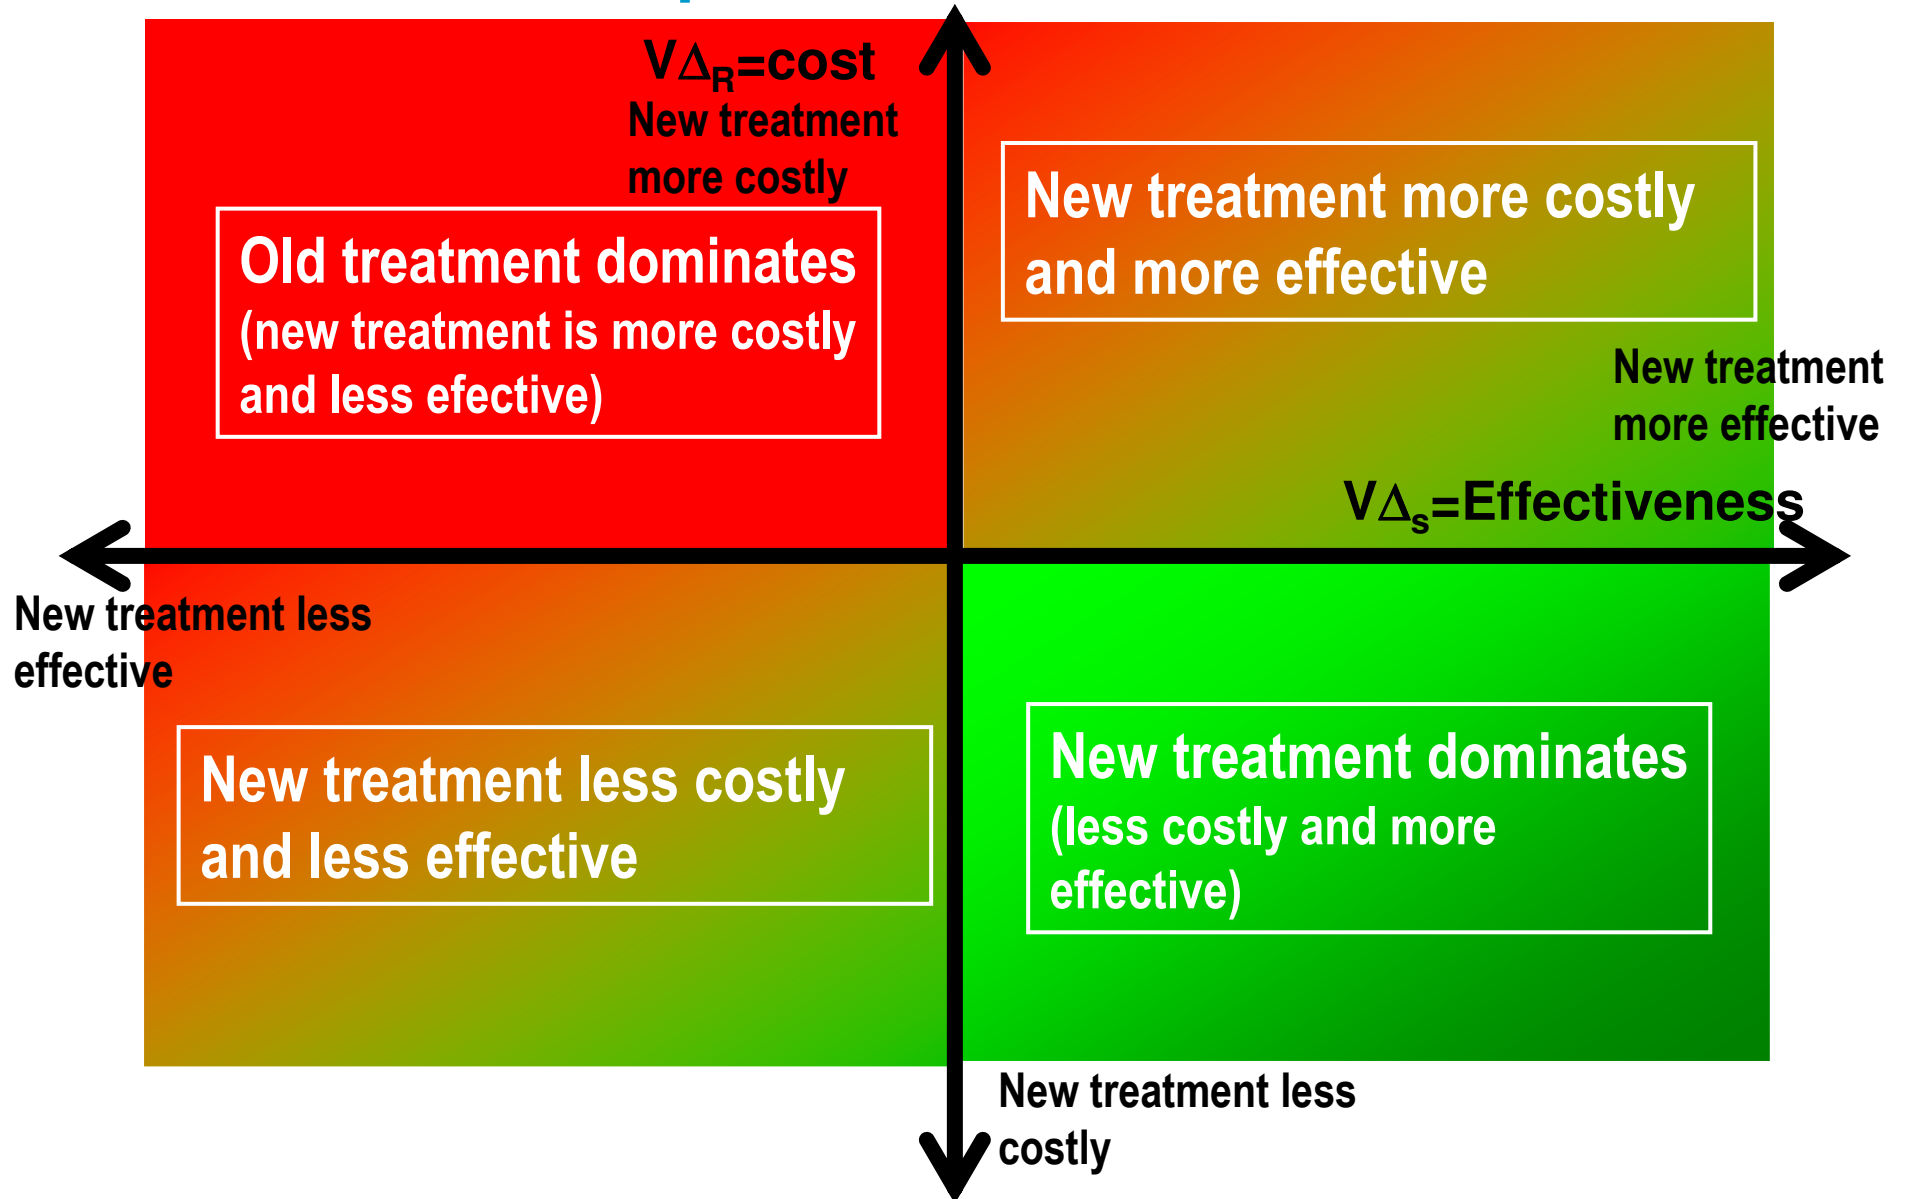 VΔR=cost
New treatment
more costly
Old treatment dominates
(new treatment is more costly
and less efective)
New treatment more costly
and more effective
New treatment
more effective
VΔs=Effectiveness
New treatment less
effective
New treatment less costly
and less effective
New treatment dominates
(less costly and more
effective)
New treatment less
costly